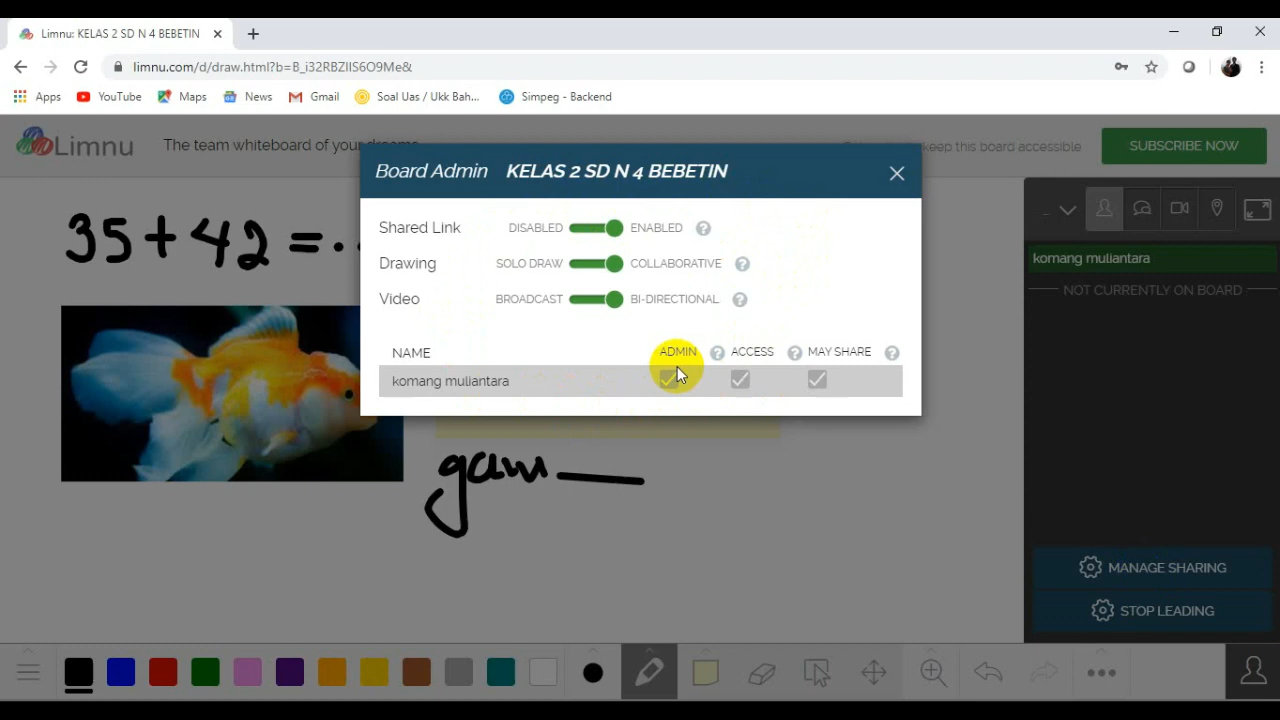 Limnu: KELAS 2 SD N 4 BEBETIN
limnu.com/d/draw.html?b=B_i32RBZIlS6O9Me&
Apps YouTube Maps News Gmail Soal Uas / Ukk Bah... Simpeg - Backend
Limnu The team whiteboard of your dreams keep this board accessible SUBSCRIBE NOW
Board Admin KELAS 2 SD N 4 BEBETIN
Shared Link DISABLED ENABLED ?
Drawing SOLO DRAW COLLABORATIVE ?
Video BROADCAST BI-DIRECTIONAL ?
NAME ADMIN ? ACCESS ? MAY SHARE ?
komang muliantara
35+42=.
gam
... 
komang muliantara
NOT CURRENTLY ON BOARD
MANAGE SHARING
STOP LEADING